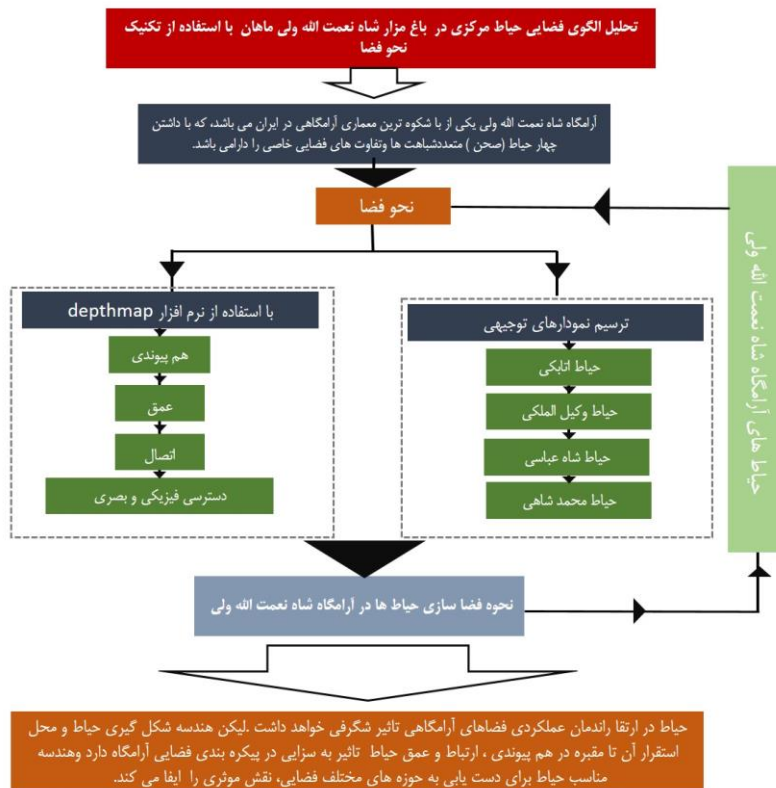 تحلیل الگوی فضایی حیاط مرکزی در باغ مزار شاه نعمت الله ولی ماهان با استفاده از تکنیک
نحو فضا
آرامگاه شاه نعمت الله ولی یکی از با شکوه ترین معماری آرامگاهی در ایران می باشد، که با داشتن
چهار حیاط (صحن ) متعددشباهت ها وتفاوت های فضایی خاصی را دارامی باشد.
نحو فضا
ترسیم نمودارهای توجیهی
حیاط اتابکی
حیاط وکیل الملکی
حیاط شاه عباسی
حیاط محمد شاهی
با استفاده از نرم افزار depthmap
هم پیوندی
عمق
اتصال
دسترسی فیزیکی و بصری
حیاط های آرامگاه شاه نعمت الله ولی
نحوه فضا سازی حیاط ها در آرامگاه شاه نعمت الله ولی
حیاط در ارتقا راندمان عملکردی فضاهای آرامگاهی تاثیر شگرفی خواهد داشت .لیکن هندسه شکل گیری حیاط و محل
استقرار آن تا مقبره در هم پیوندی ، ارتباط و عمق حیاط تاثیر به سزایی در پیکره بندی فضایی آرامگاه دارد وهندسه
مناسب حیاط برای دست یابی به حوزه های مختلف فضایی، نقش موثری را ایفا می کند.